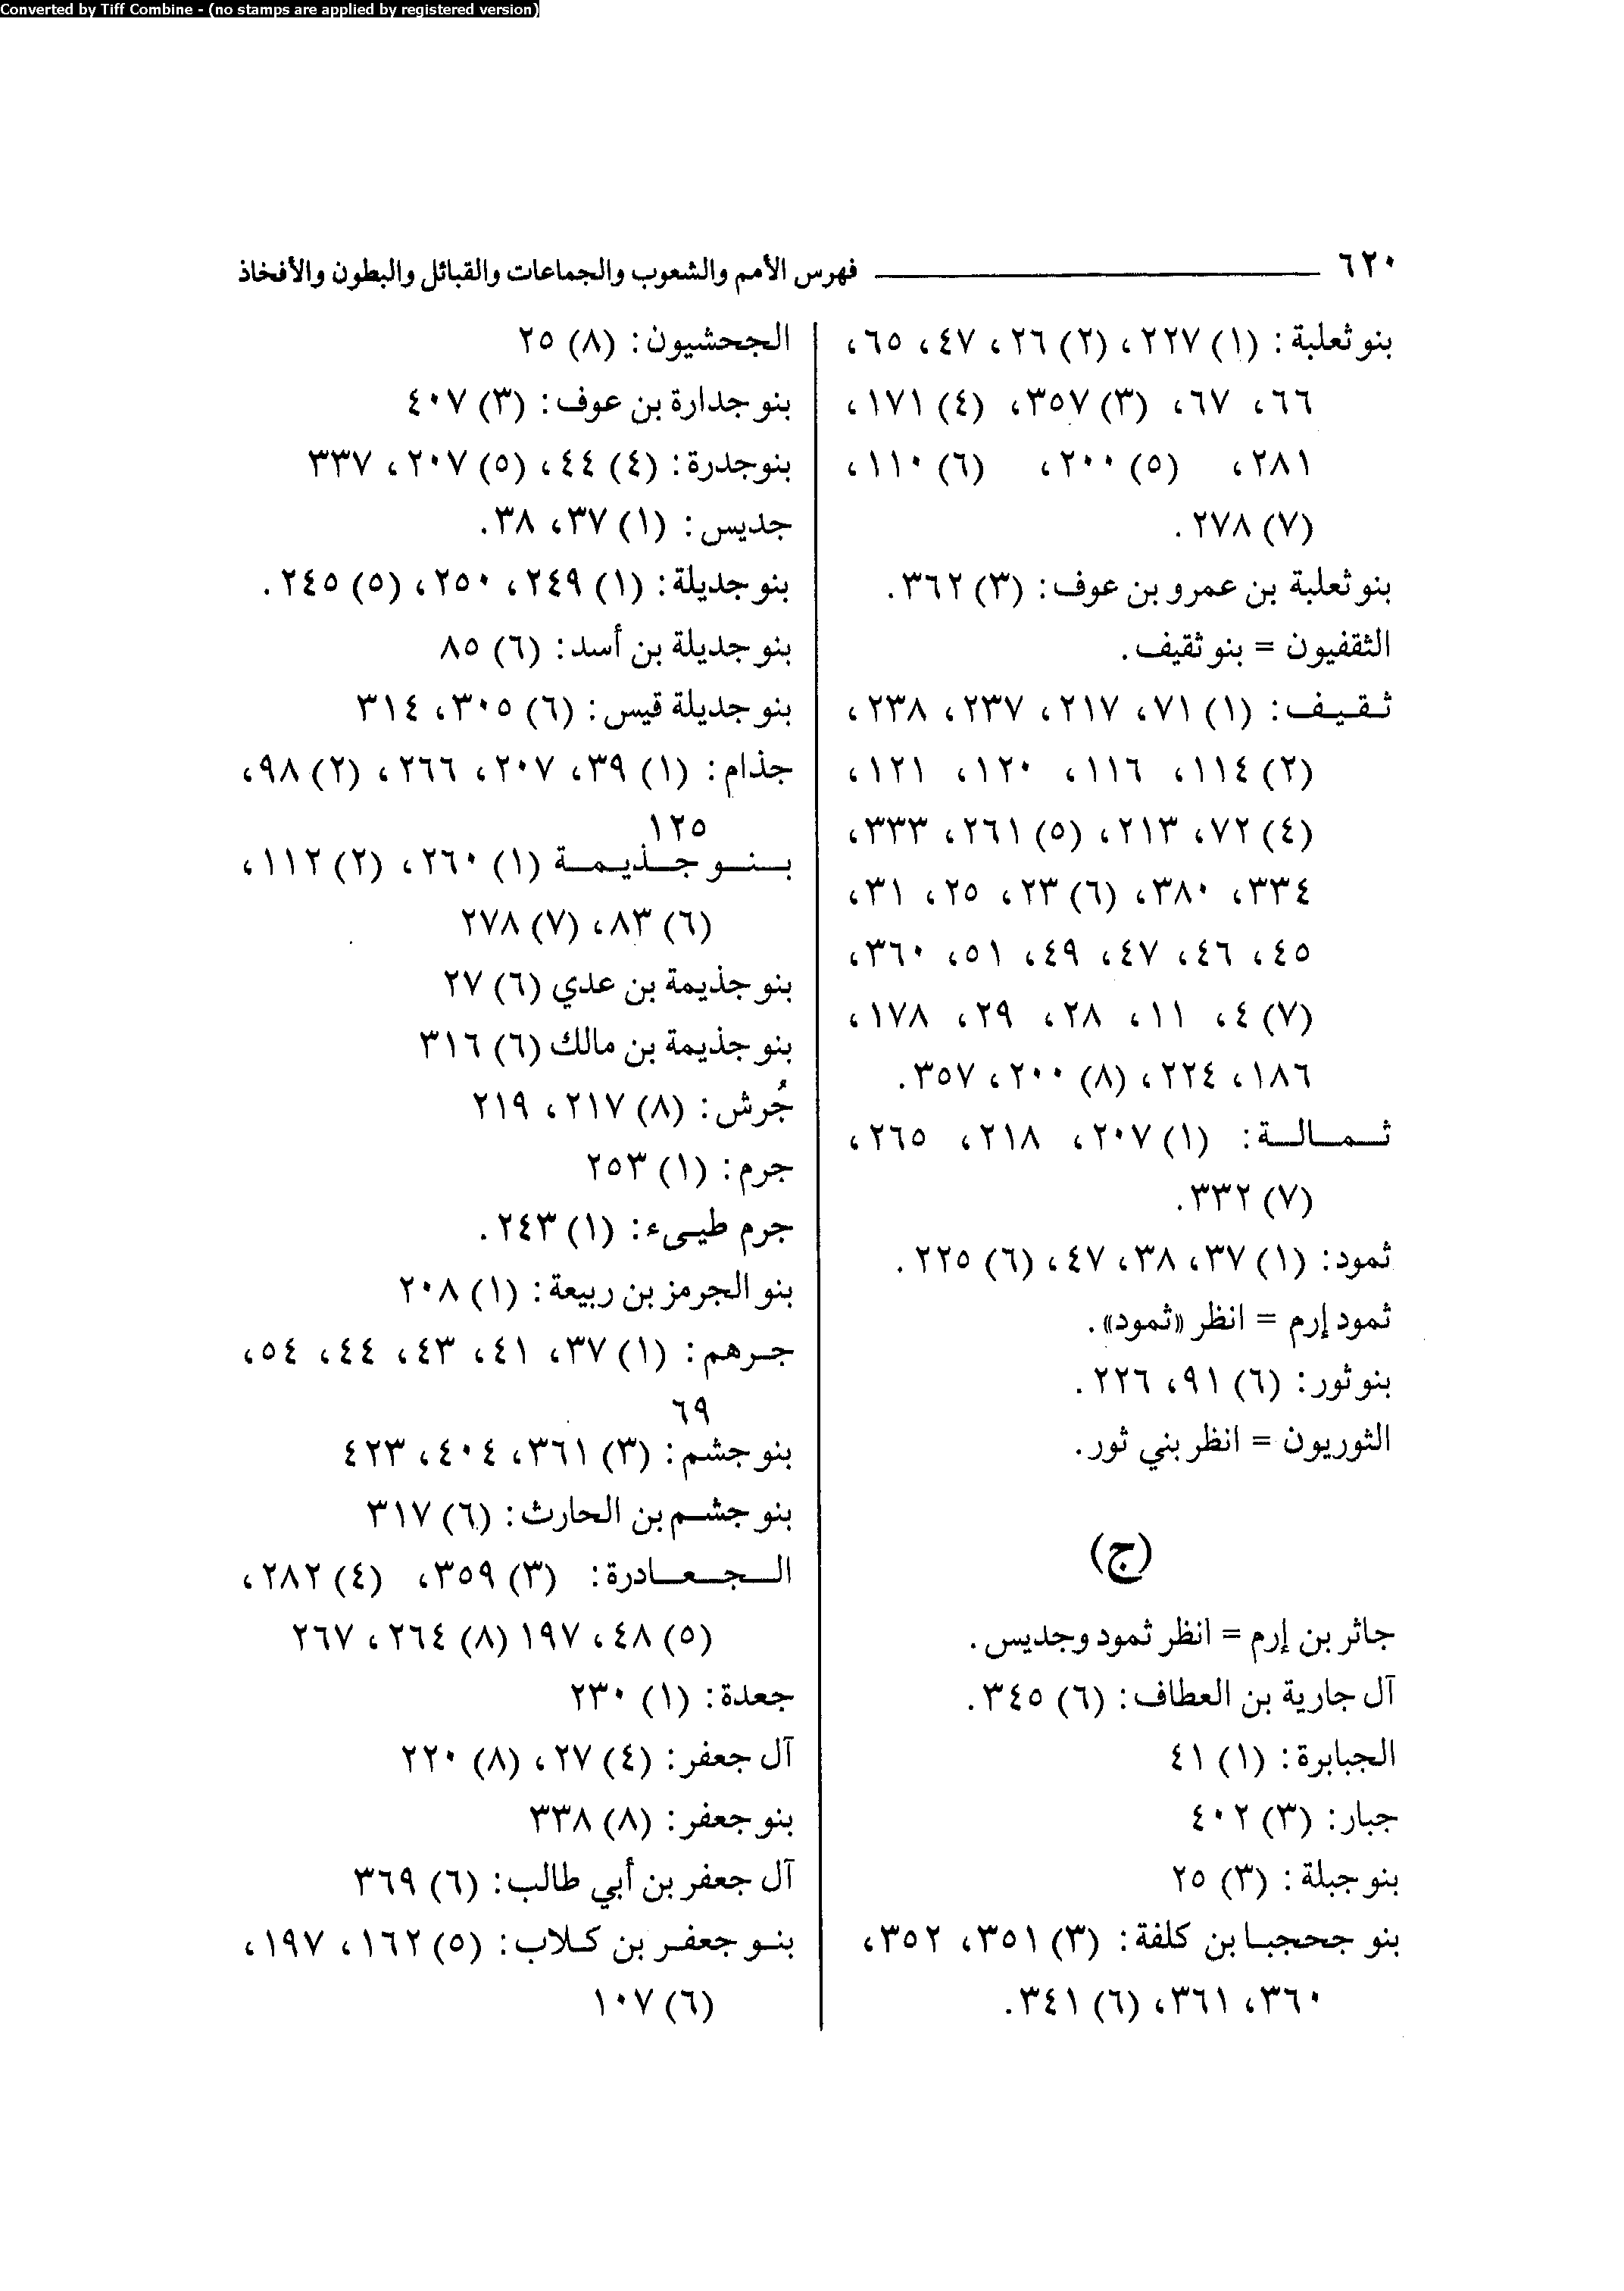 Converted by Tiff Combine - (no stamps are applied by registered version)
٦٢٠ فهرس الأمم والشعوب والجماعات والقبائل والبطون والأفخاذ
بنو ثعلبة: (١) ٢٢٧، (٢) ٢٦، ٤٧، ٦٥،
٦٦، ٦٧، (٣) ٣٥٧، (٤) ١٧١،
٢٨١، (٥) ٢٠٠، (٦) ١١٠،
(٧) ٢٧٨.
بنو ثعلبة بن عمرو بن عوف: (٣) ٣٦٢.
الثقفيون = بنو ثقيف.
ثقيف: (١) ٧١، ٢١٧، ٢٣٧، ٢٣٨،
(٢) ١١٤، ١١٦، ١٢٠، ١٢١،
(٤) ٧٢، ٢١٣، (٥) ٢٦١، ٣٣٣،
٣٣٤، ٣٨٠، (٦) ٢٣، ٢٥، ٣١،
٤٥، ٤٦، ٤٧، ٤٩، ٥١، ٣٦٠،
(٧) ٤، ١١، ٢٨، ٢٩، ١٧٨،
١٨٦، ٢٢٤، (٨) ٢٠٠، ٣٥٧.
ثمالة: (١) ٢٠٧، ٢١٨، ٢٦٥،
(٧) ٣٣٢.
ثمود: (١) ٣٧، ٣٨، ٤٧، (٦) ٢٢٥.
ثمود إرم = انظر «ثمود».
بنو ثور: (٦) ٩١، ٢٢٦.
الثوريون = انظر بني ثور.
(ج)
جاثر بن إرم = انظر ثمود وجديس.
آل جارية بن العطاف: (٦) ٣٤٥.
الجبابرة: (١) ٤١
جبار: (٣) ٤٠٢
بنو جبلة: (٣) ٢٥
بنو جحجبا بن كلفة: (٣) ٣٥١، ٣٥٢،
٣٦٠، ٣٦١، (٦) ٣٤١.
الجحشيون: (٨) ٢٥
بنو جدارة بن عوف: (٣) ٤٠٧
بنو جدرة: (٤) ٤٤، (٥) ٢٠٧، ٣٣٧
جديس: (١) ٣٧، ٣٨.
بنو جديلة: (١) ٢٤٩، ٢٥٠، (٥) ٢٤٥.
بنو جديلة بن أسد: (٦) ٨٥
بنو جديلة قيس: (٦) ٣٠٥، ٣١٤
جذام: (١) ٣٩، ٢٠٧، ٢٦٦، (٢) ٩٨،
١٢٥
بنو جذيمة (١) ٢٦٠، (٢) ١١٢،
(٦) ٨٣، (٧) ٢٧٨
بنو جذيمة بن عدي (٦) ٢٧
بنو جذيمة بن مالك (٦) ٣١٦
جُرش: (٨) ٢١٧، ٢١٩
جرم: (١) ٢٥٣
جرم طيىء: (١) ٢٤٣.
بنو الجرمز بن ربيعة: (١) ٢٠٨
جرهم: (١) ٣٧، ٤١، ٤٣، ٤٤، ٥٤،
٦٩
بنو جشم: (٣) ٣٦١، ٤٠٤، ٤٢٣
بنو جشم بن الحارث: (٦) ٣١٧
الجعادرة: (٣) ٣٥٩، (٤) ٢٨٢،
(٥) ٤٨، ١٩٧ (٨) ٢٦٤، ٢٦٧
جعدة: (١) ٢٣٠
آل جعفر: (٤) ٢٧، (٨) ٢٢٠
بنو جعفر: (٨) ٣٣٨
آل جعفر بن أبي طالب: (٦) ٣٦٩
بنو جعفر بن كلاب: (٥) ١٦٢، ١٩٧،
(٦) ١٠٧